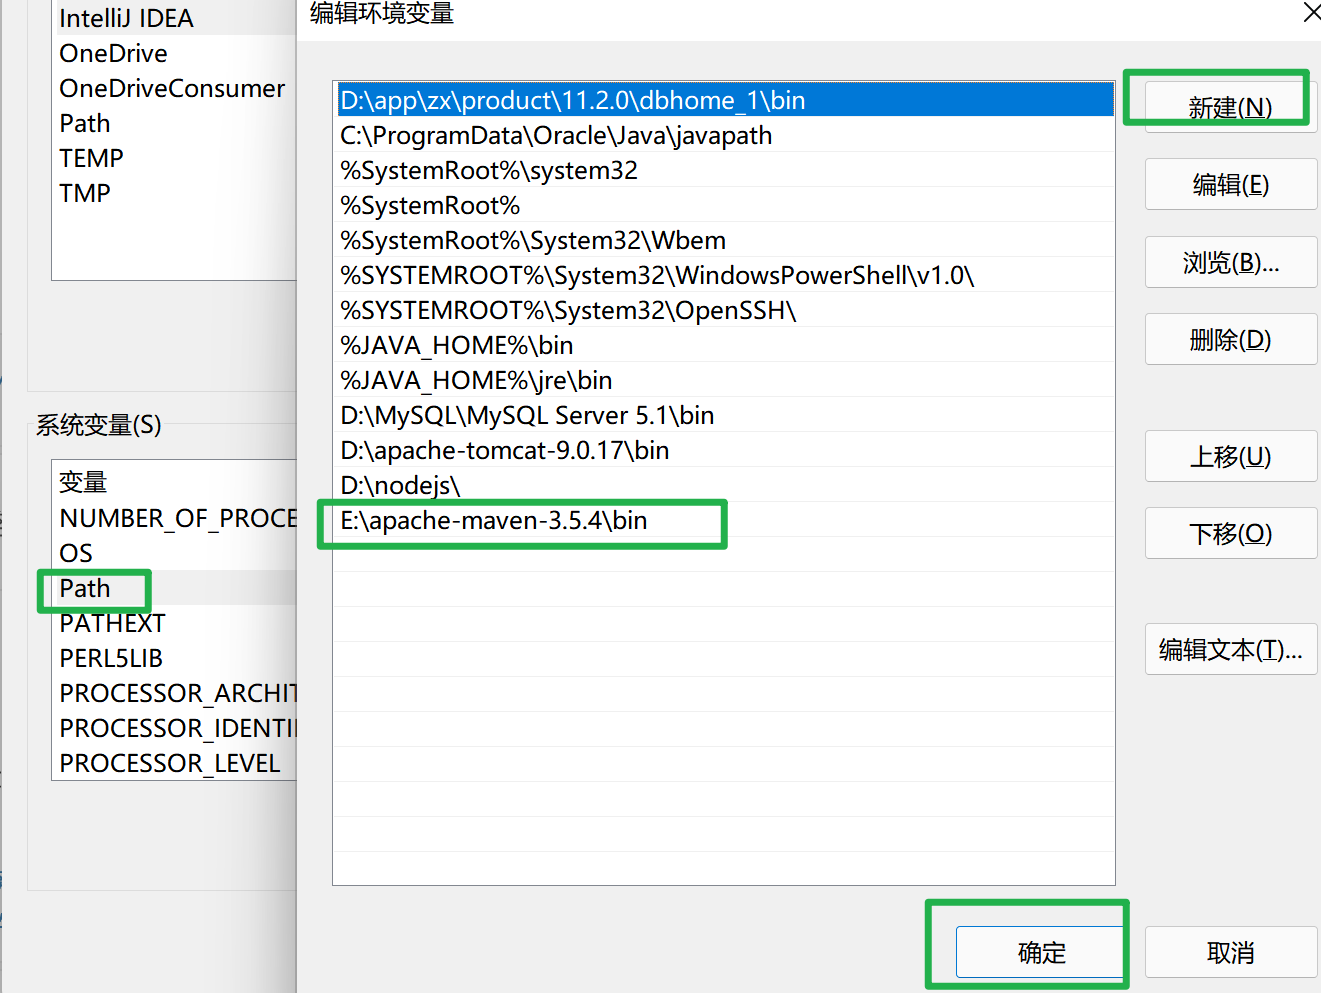 IntelliJ IDEA
OneDrive
OneDriveConsumer
Path
TEMP
TMP
系统变量(S)
变量
NUMBER_OF_PROCE
OS
Path
PATHEXT
PERL5LIB
PROCESSOR_ARCHIT
PROCESSOR_IDENTI
PROCESSOR_LEVEL
编辑环境变量
D:\app\zx\product\11.2.0\dbhome_1\bin
C:\ProgramData\Oracle\Java\javapath
%SystemRoot%\system32
%SystemRoot%
%SystemRoot%\System32\Wbem
%SYSTEMROOT%\System32\WindowsPowerShell\v1.0\
%SYSTEMROOT%\System32\OpenSSH\
%JAVA_HOME%\bin
%JAVA_HOME%\jre\bin
D:\MySQL\MySQL Server 5.1\bin
D:\apache-tomcat-9.0.17\bin
D:\nodejs\
E:\apache-maven-3.5.4\bin
新建(N)
编辑(E)
浏览(B)...
删除(D)
上移(U)
下移(O)
编辑文本(T)...
确定
取消